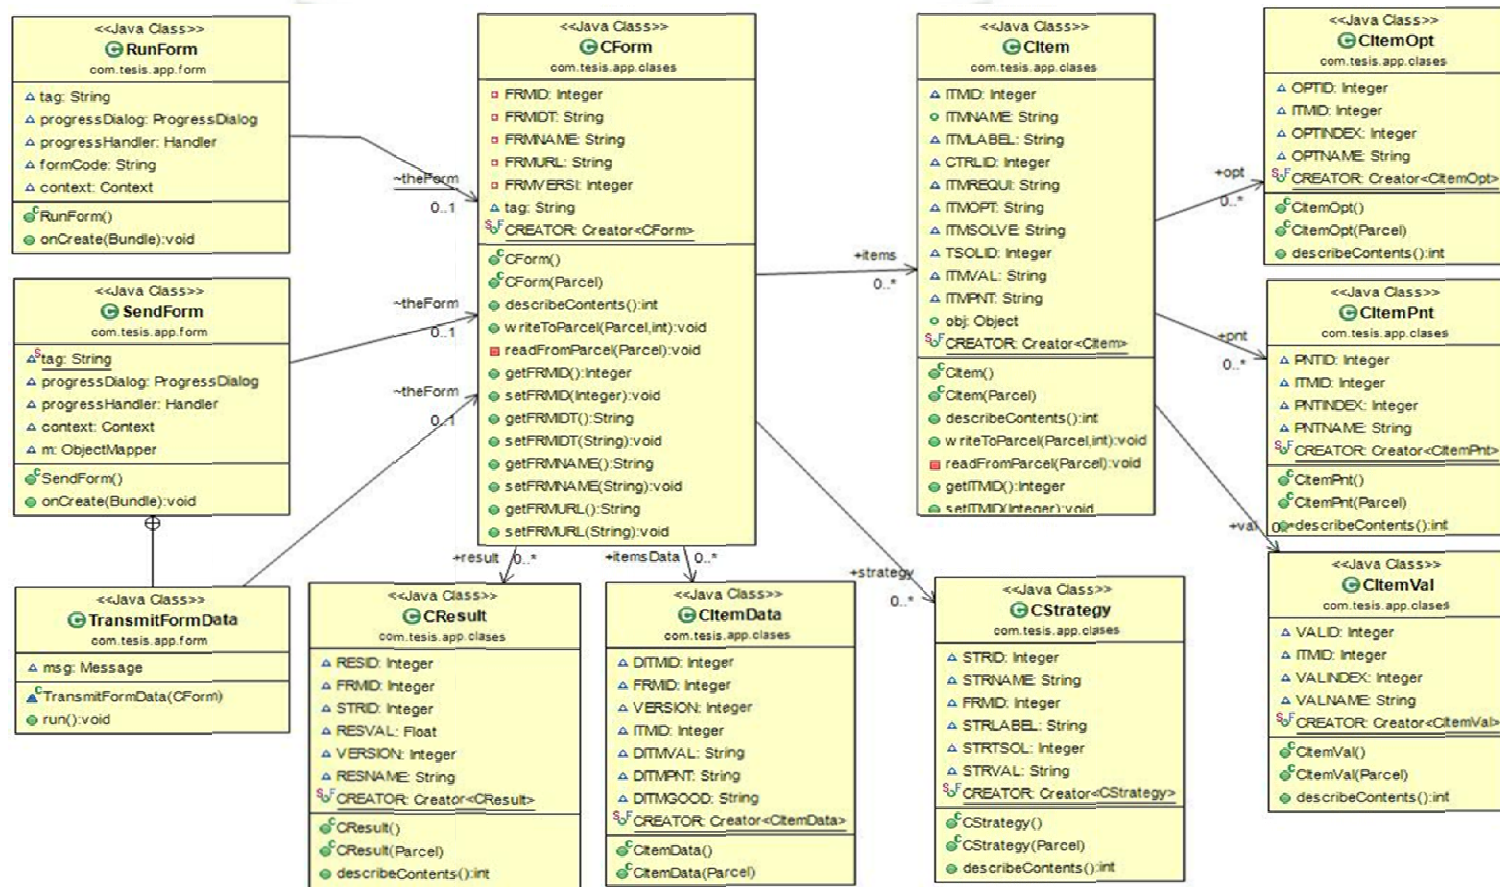 <<Java Class>>
RunForm
com.tesis.app.form
tag: String
progressDialog: ProgressDialog
progressHandler: Handler
formCode: String
context: Context
RunForm()
onCreate(Bundle):void
<<Java Class>>
SendForm
com.tesis.app.form
tag: String
progressDialog: ProgressDialog
progressHandler: Handler
context: Context
m: ObjectMapper
SendForm()
onCreate(Bundle):void
<<Java Class>>
TransmitFormData
com.tesis.app.form
msg: Message
TransmitFormData(CForm)
run():void
~theForm
0..1
~theForm
0..1
~theForm
0..1
<<Java Class>>
CForm
com.tesis.app.clases
FRMID: Integer
FRMIDT: String
FRMNAME: String
FRMURL: String
FRMVERSI: Integer
tag: String
CREATOR: Creator<CForm>
CForm()
CForm(Parcel)
describeContents():int
writeToParcel(Parcel,int):void
readFromParcel(Parcel):void
getFRMID():Integer
setFRMID(Integer):void
getFRMIDT():String
setFRMIDT(String):void
getFRMNAME():String
setFRMNAME(String):void
getFRMURL():String
setFRMURL(String):void
+items
0..*
+result 0..*
+itemsData 0..*
+strategy
0..*
<<Java Class>>
CResult
com.tesis.app.clases
RESID: Integer
FRMID: Integer
STRID: Integer
RESVAL: Float
VERSION: Integer
RESNAME: String
CREATOR: Creator<CResult>
CResult()
CResult(Parcel)
describeContents():int
<<Java Class>>
CItemData
com.tesis.app.clases
DITMID: Integer
FRMID: Integer
VERSION: Integer
ITMID: Integer
DITMVAL: String
DITMPNT: String
DITMGOOD: String
CREATOR: Creator<CItemData>
CItemData()
CItemData(Parcel)
<<Java Class>>
CStrategy
com.tesis.app.clases
STRID: Integer
STRNAME: String
FRMID: Integer
STRLABEL: String
STRTSOL: Integer
STRVAL: String
CREATOR: Creator<CStrategy>
CStrategy()
CStrategy(Parcel)
describeContents():int
<<Java Class>>
CItem
com.tesis.app.clases
ITMID: Integer
ITMNAME: String
ITMLABEL: String
CTRLID: Integer
ITMREQUI: String
ITMOPT: String
ITMSOLVE: String
TSOLID: Integer
ITMVAL: String
ITMPNT: String
obj: Object
CREATOR: Creator<CItem>
CItem()
CItem(Parcel)
describeContents():int
writeToParcel(Parcel,int):void
readFromParcel(Parcel):void
getITMID():Integer
setITMID(Integer):void
+opt
0..*
+pnt
0..*
+val 0..*
<<Java Class>>
CItemOpt
com.tesis.app.clases
OPTID: Integer
ITMID: Integer
OPTINDEX: Integer
OPTNAME: String
CREATOR: Creator<CItemOpt>
CItemOpt()
CItemOpt(Parcel)
describeContents():int
<<Java Class>>
CItemPnt
com.tesis.app.clases
PNTID: Integer
ITMID: Integer
PNTINDEX: Integer
PNTNAME: String
CREATOR: Creator<CItemPnt>
CItemPnt()
CItemPnt(Parcel)
describeContents():int
<<Java Class>>
CItemVal
com.tesis.app.clases
VALID: Integer
ITMID: Integer
VALINDEX: Integer
VALNAME: String
CREATOR: Creator<CItemVal>
CItemVal()
CItemVal(Parcel)
describeContents():int